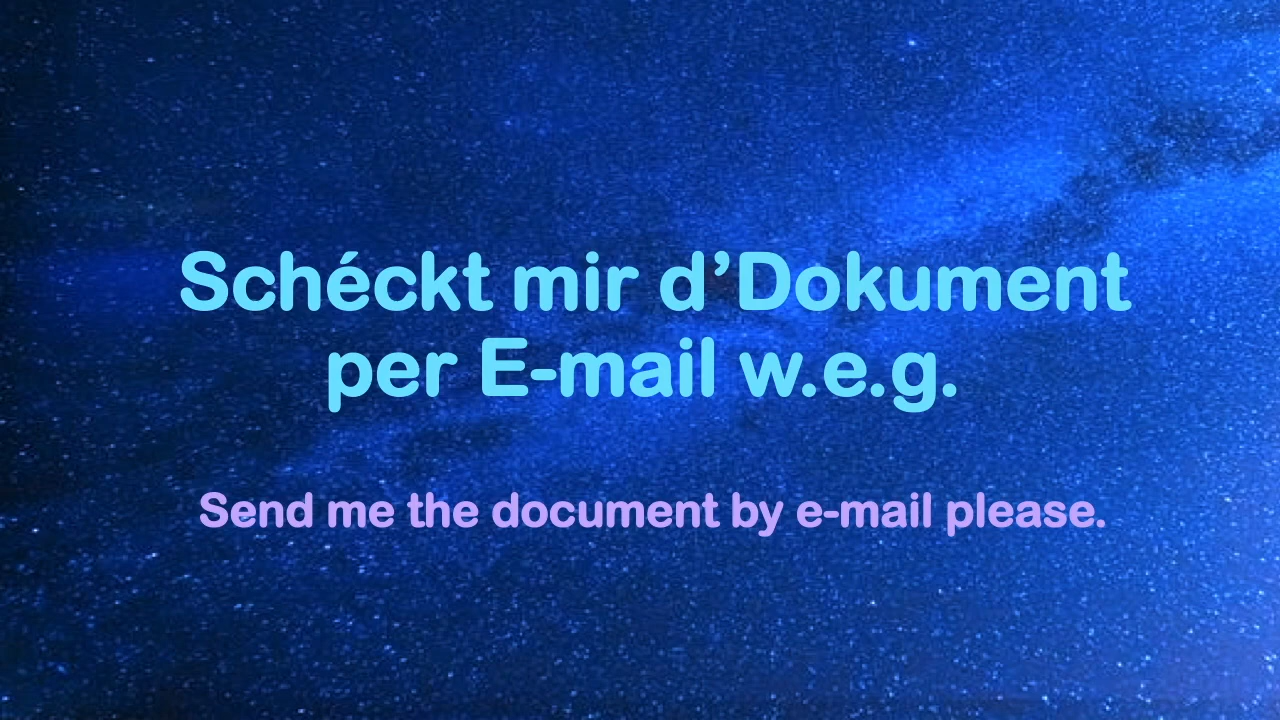 Schéckt mir d’Dokument
per E-mail w.e.g.
Send me the document by e-mail please.